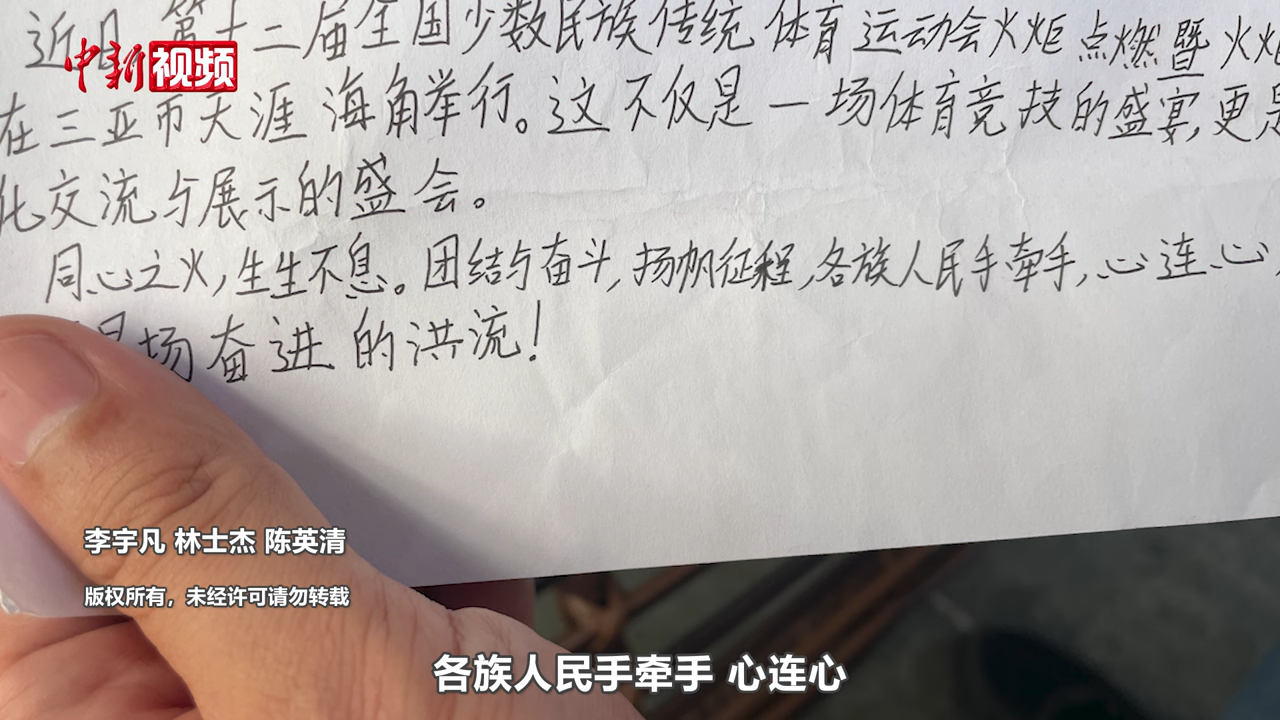 近日,第十二届全国少数民族传统体育运动会火炬点燃暨火炬
中新视频
在三亚市天涯海角举行。这不仅是一场体育竞技的盛宴,更是
化交流与展示的盛会。
同心之火,生生不息。团结与奋斗,扬帆征程,各族人民手牵手,心连心
场奋进的洪流!
李宇凡 林士杰 陈英清
版权所有，未经许可请勿转载
各族人民手牵手 心连心